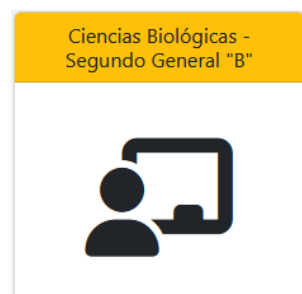 Ciencias Biológicas -
Segundo General "B"